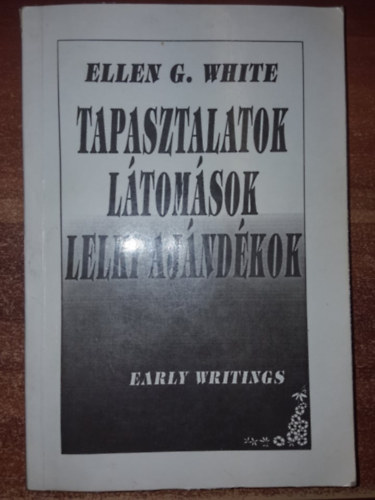 ELLEN G. WHITE
TAPASZTALATOK
LÁTOMÁSOK
LELKI AJÁNDÉKOK
EARLY WRITINGS